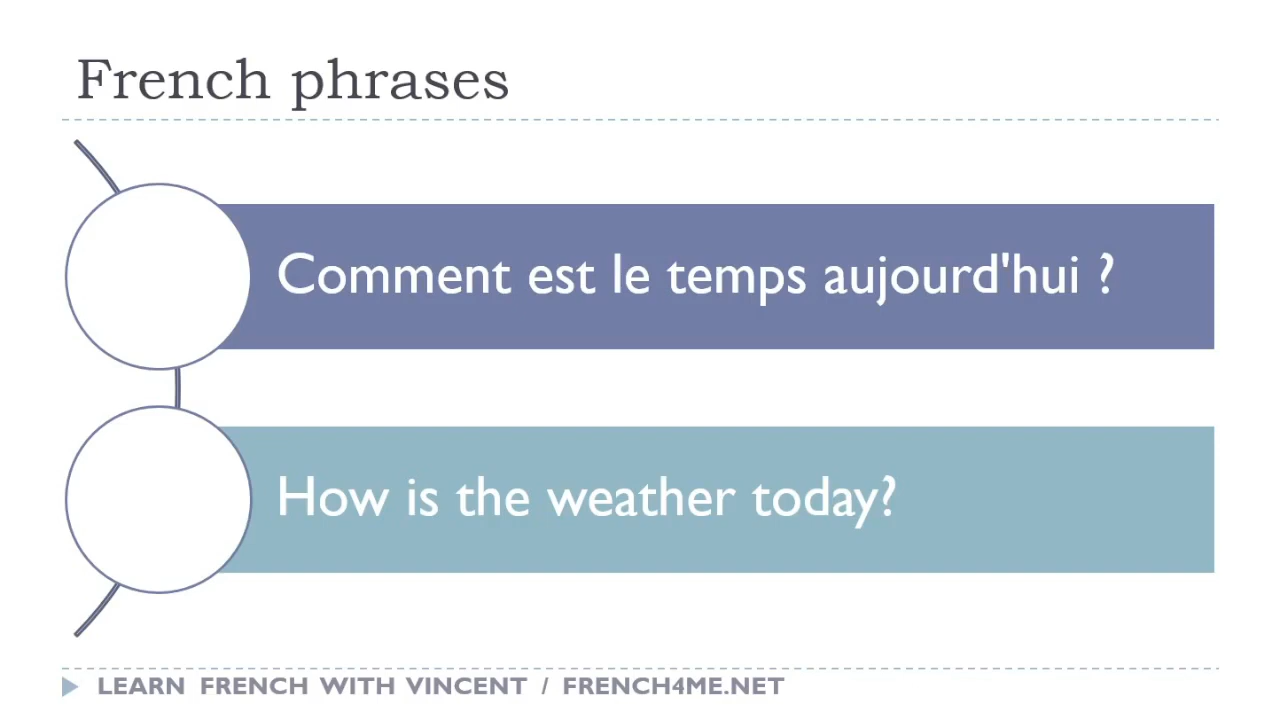 French phrases
Comment est le temps aujourd'hui ?
How is the weather today?
LEARN FRENCH WITH VINCENT / FRENCH4ME.NET